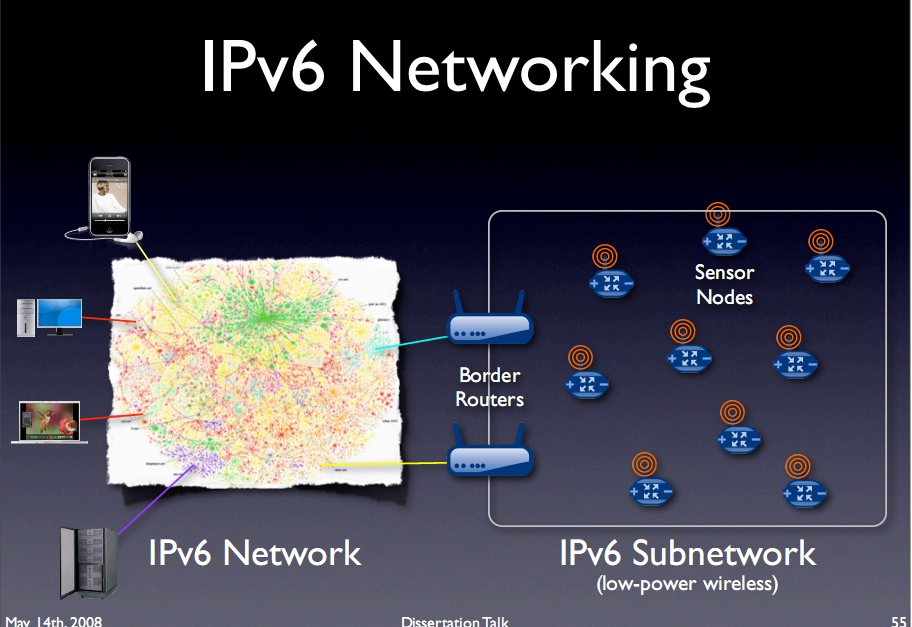 IPv6 Networking
Sensor
Nodes
Border
Routers
IPv6 Network
IPv6 Subnetwork
(low-power wireless)
May 14th, 2008
Dissertation Talk
55